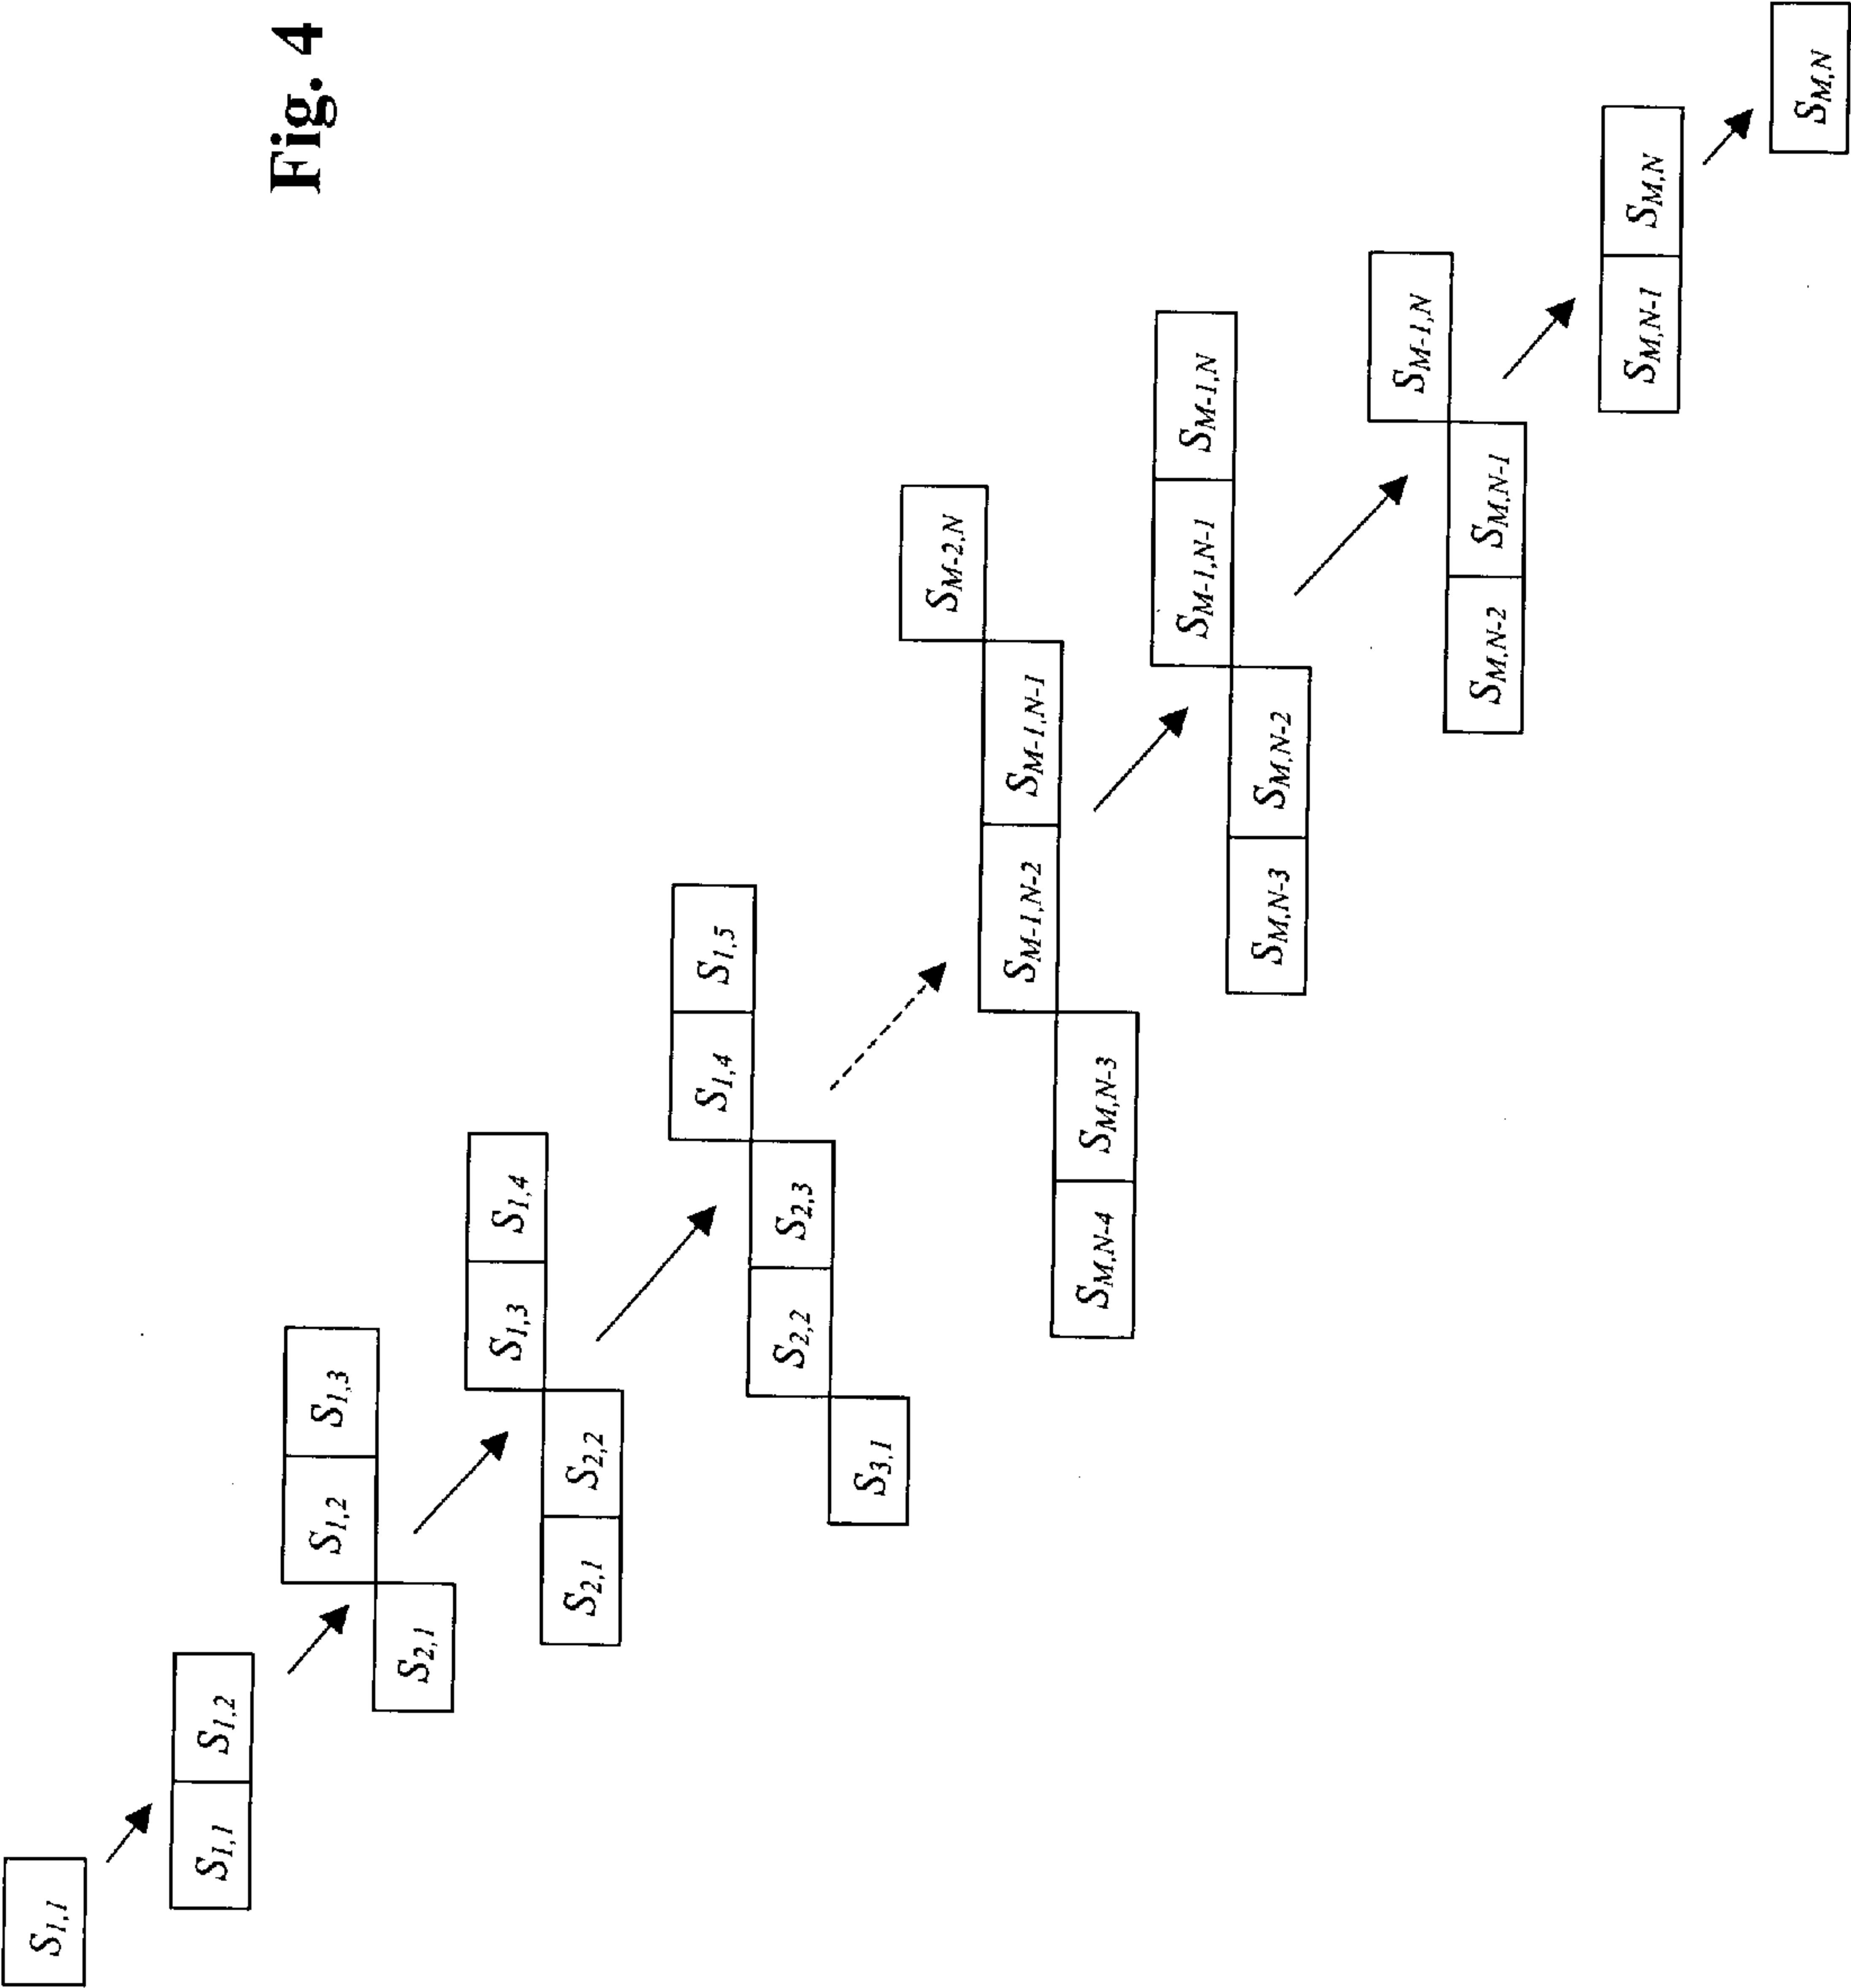 Fig. 4
S1,1
S1,1 S1,2
S1,2 S1,3
S2,1
S1,3 S1,4
S2,1 S2,2
S1,4 S1,5
S2,2 S2,3
S3,1
SM-2,N
SM-1,N-2 SM-1,N-1
SM,N-4 SM,N-3
SM-1,N-1 SM-1,N
SM,N-3 SM,N-2
SM-1,N
SM,N-2 SM,N-1
SM,N-1 SM,N
SM,N